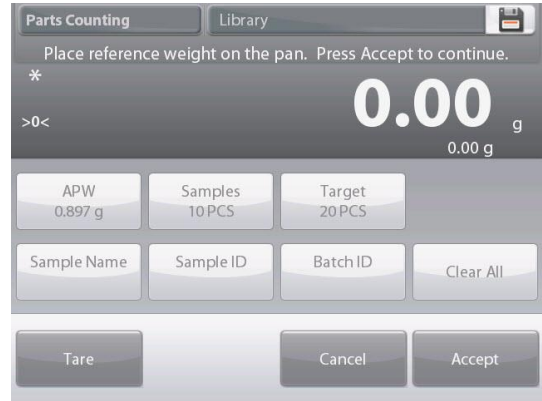 Parts Counting Library
Place reference weight on the pan. Press Accept to continue.
*
>0< 0.00 g
0.00 g
APW Samples Target
0.897 g 10 PCS 20 PCS
Sample Name Sample ID Batch ID Clear All
Tare Cancel Accept